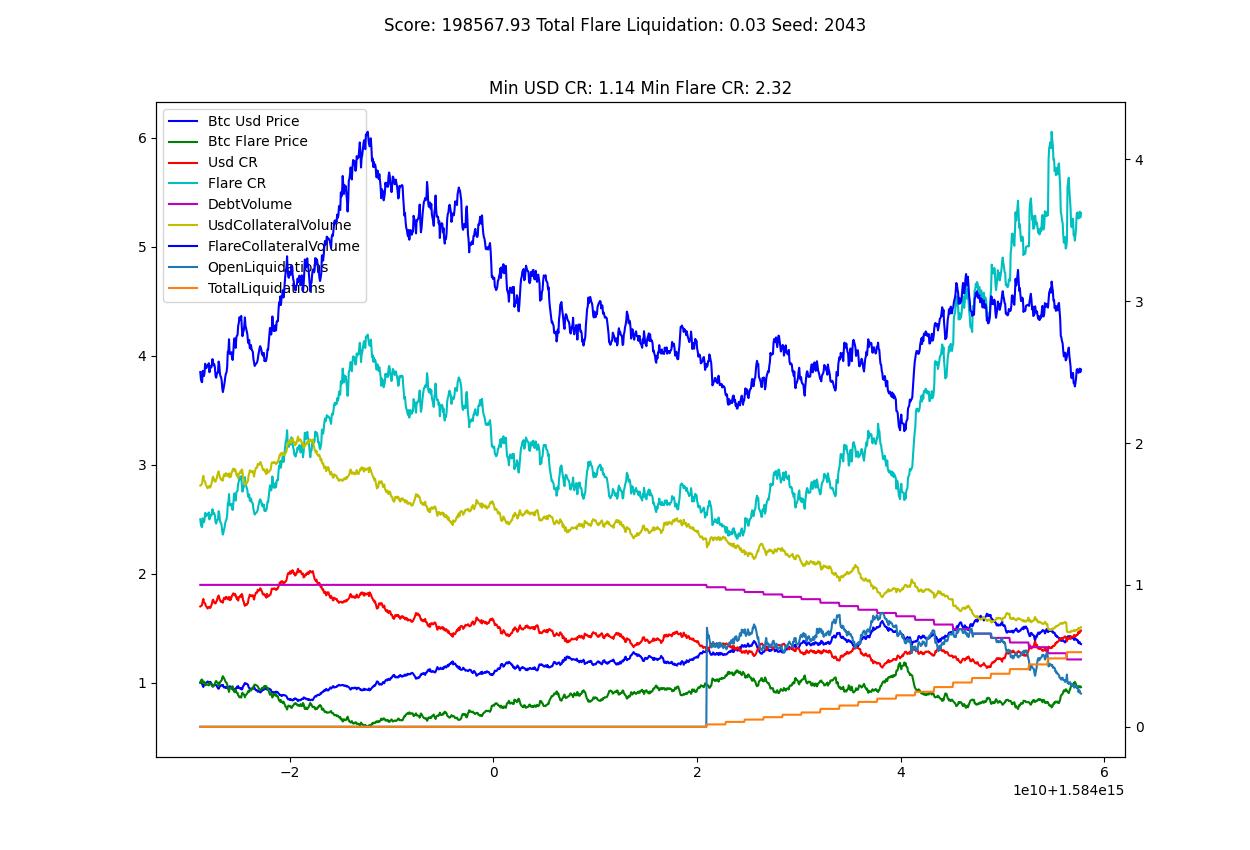 Score: 198567.93 Total Flare Liquidation: 0.03 Seed: 2043
Min USD CR: 1.14 Min Flare CR: 2.32
Btc Usd Price
Btc Flare Price
Usd CR
Flare CR
DebtVolume
UsdCollateralVolume
FlareCollateralVolume
OpenLiquidations
TotalLiquidations
6
5
4
3
2
1
4
3
2
1
0
−2
0
2
4
6
1e10+1.584e15